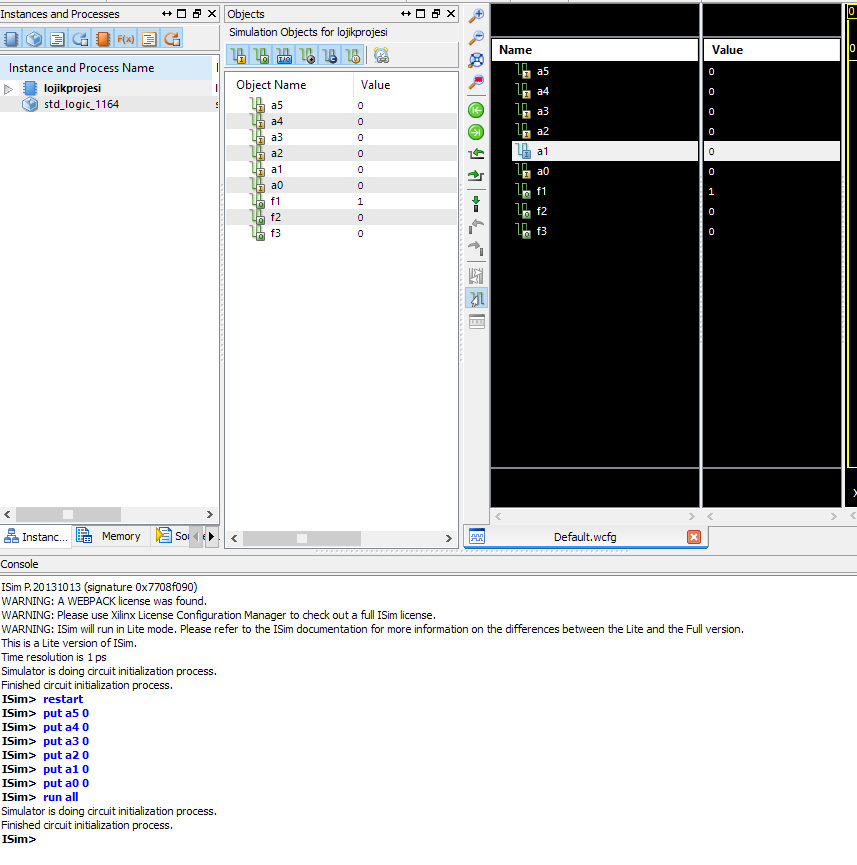 Instances and Processes
Instance and Process Name
lojikprojesi
std_logic_1164
Instanc...
Memory
Objects
Simulation Objects for lojikprojesi
Object Name Value
a5 0
a4 0
a3 0
a2 0
a1 0
a0 0
f1 1
f2 0
f3 0
Name Value
a5 0
a4 0
a3 0
a2 0
a1 0
a0 0
f1 1
f2 0
f3 0
Default.wcfg
Console
ISim P.20131013 (signature 0x7708f090)
WARNING: A WEBPACK license was found.
WARNING: Please use Xilinx License Configuration Manager to check out a full ISim license.
WARNING: ISim will run in Lite mode. Please refer to the ISim documentation for more information on the differences between the Lite and the Full version.
This is a Lite version of ISim.
Time resolution is 1 ps
Simulator is doing circuit initialization process.
Finished circuit initialization process.
ISim> restart
ISim> put a5 0
ISim> put a4 0
ISim> put a3 0
ISim> put a2 0
ISim> put a1 0
ISim> put a0 0
ISim> run all
Simulator is doing circuit initialization process.
Finished circuit initialization process.
ISim>